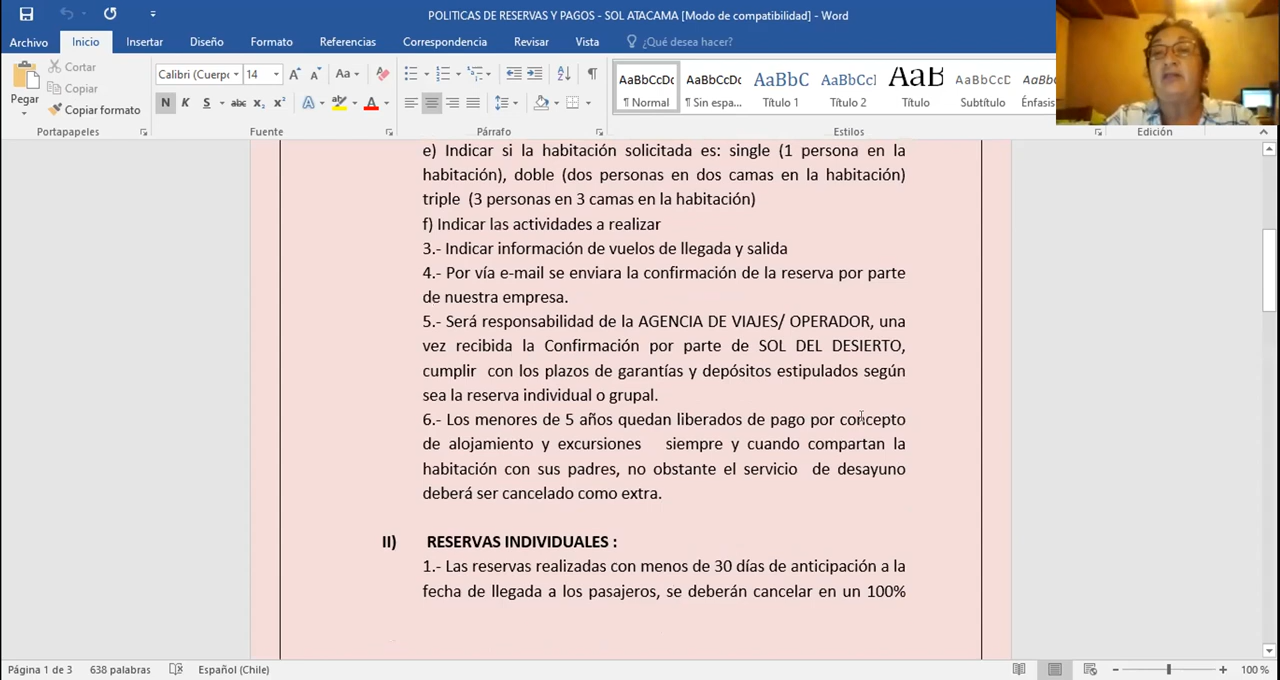 POLITICAS DE RESERVAS Y PAGOS - SOL ATACAMA [Modo de compatibilidad] - Word
Archivo Inicio Insertar Diseño Formato Referencias Correspondencia Revisar Vista ¿Qué desea hacer?
Pegar
Cortar
Copiar
Copiar formato
Portapapeles
Calibri (Cuerpo 14
N K S abc x₂ x²
Fuente
Párrafo
AaBbCcDc AaBbCcDc AaBbC AaBbCcI AaB AaBbCcD AaBbCcD
¶ Normal ¶ Sin espa... Título 1 Título 2 Título Subtítulo Énfasis
Estilos
Edición
e) Indicar si la habitación solicitada es: single (1 persona en la
habitación), doble (dos personas en dos camas en la habitación)
triple (3 personas en 3 camas en la habitación)
f) Indicar las actividades a realizar
3.- Indicar información de vuelos de llegada y salida
4.- Por vía e-mail se enviara la confirmación de la reserva por parte
de nuestra empresa.
5.- Será responsabilidad de la AGENCIA DE VIAJES/ OPERADOR, una
vez recibida la Confirmación por parte de SOL DEL DESIERTO,
cumplir con los plazos de garantías y depósitos estipulados según
sea la reserva individual o grupal.
6.- Los menores de 5 años quedan liberados de pago por concepto
de alojamiento y excursiones siempre y cuando compartan la
habitación con sus padres, no obstante el servicio de desayuno
deberá ser cancelado como extra.
II) RESERVAS INDIVIDUALES :
1.- Las reservas realizadas con menos de 30 días de anticipación a la
fecha de llegada a los pasajeros, se deberán cancelar en un 100%
Página 1 de 3 638 palabras Español (Chile) 100 %